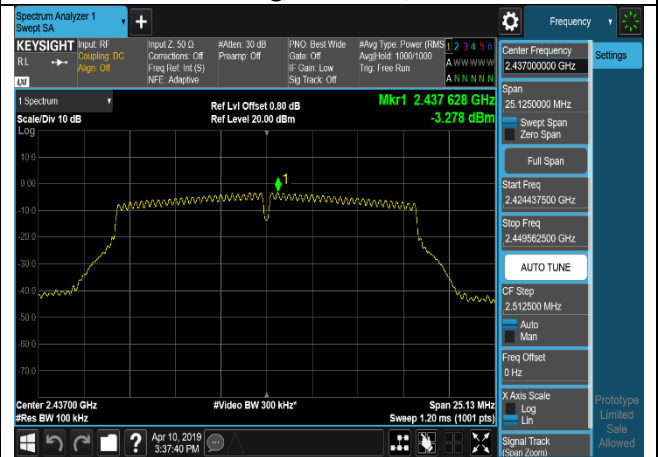 Spectrum Analyzer 1
Swept SA
+
Frequency
KEYSIGHT
RL
LXI
Input: RF
Coupling: DC
Align: Off
Input Z: 50 Ω
Corrections: Off
Freq Ref: Int (S)
NFE: Adaptive
#Atten: 30 dB
Preamp: Off
PNO: Best Wide
Gate: Off
IF Gain: Low
Sig Track: Off
#Avg Type: Power (RMS
Avg|Hold: 1000/1000
Trig: Free Run
1 2 3 4 5 6
A W W W W W
A N N N N N
1 Spectrum
Scale/Div 10 dB
Log
Ref Lvl Offset 0.80 dB
Ref Level 20.00 dBm
Mkr1 2.437 628 GHz
-3.278 dBm
1
10.0
0.00
-10.0
-20.0
-30.0
-40.0
-50.0
-60.0
-70.0
Center 2.43700 GHz
#Res BW 100 kHz
#Video BW 300 kHz*
Span 25.13 MHz
Sweep 1.20 ms (1001 pts)
?
Apr 10, 2019
3:37:40 PM
Center Frequency
2.437000000 GHz
Span
25.1250000 MHz
Swept Span
Zero Span
Full Span
Start Freq
2.424437500 GHz
Stop Freq
2.449562500 GHz
AUTO TUNE
CF Step
2.512500 MHz
Auto
Man
Freq Offset
0 Hz
X Axis Scale
Log
Lin
Signal Track
(Span Zoom)
Settings
Prototype
Limited
Sale
Allowed